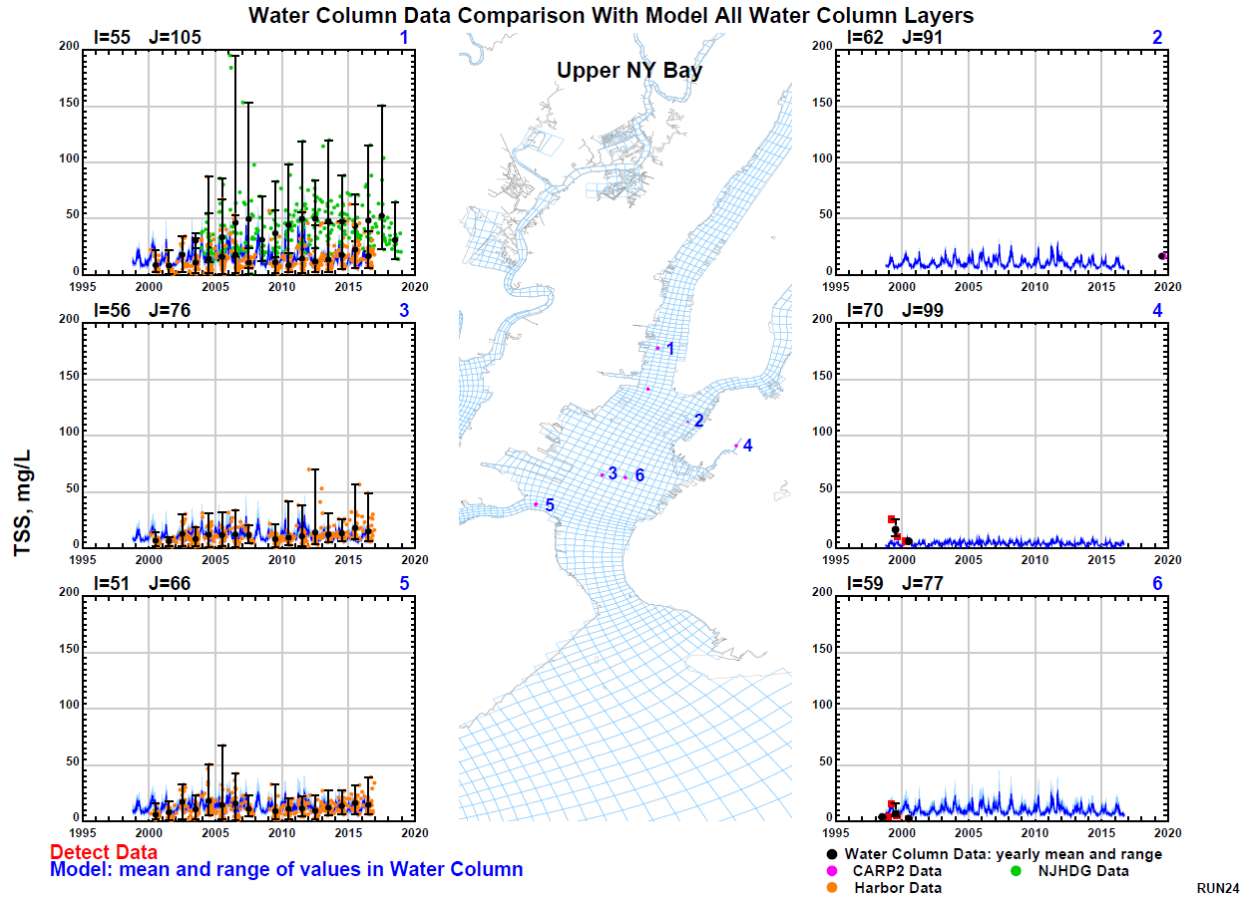 Water Column Data Comparison With Model All Water Column Layers
I=55 J=105 1
200
150
100
50
0
1995 2000 2005 2010 2015 2020
Upper NY Bay
1
2
3 6
4
5
I=62 J=91 2
200
150
100
50
0
1995 2000 2005 2010 2015 2020
TSS, mg/L
I=56 J=76 3
200
150
100
50
0
1995 2000 2005 2010 2015 2020
I=70 J=99 4
200
150
100
50
0
1995 2000 2005 2010 2015 2020
I=51 J=66 5
200
150
100
50
0
1995 2000 2005 2010 2015 2020
I=59 J=77 6
200
150
100
50
0
1995 2000 2005 2010 2015 2020
Detect Data
Model: mean and range of values in Water Column
Water Column Data: yearly mean and range
CARP2 Data NJHDG Data
Harbor Data
RUN24